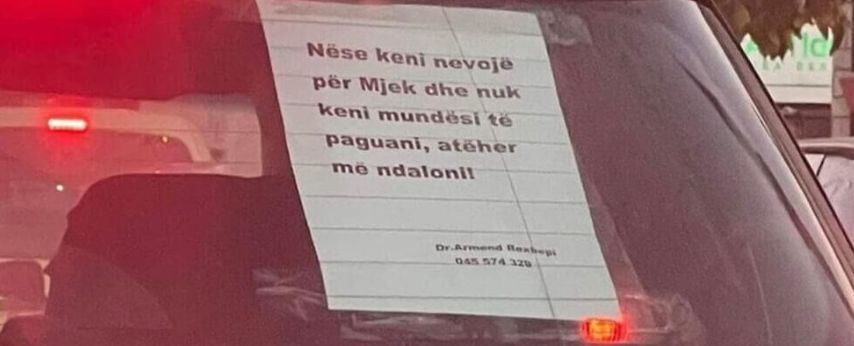 Nëse keni nevojë
për Mjek dhe nuk
keni mundësi të
paguani, atëher
më ndaloni!
Dr.Armend Rexhepi
045 574 329